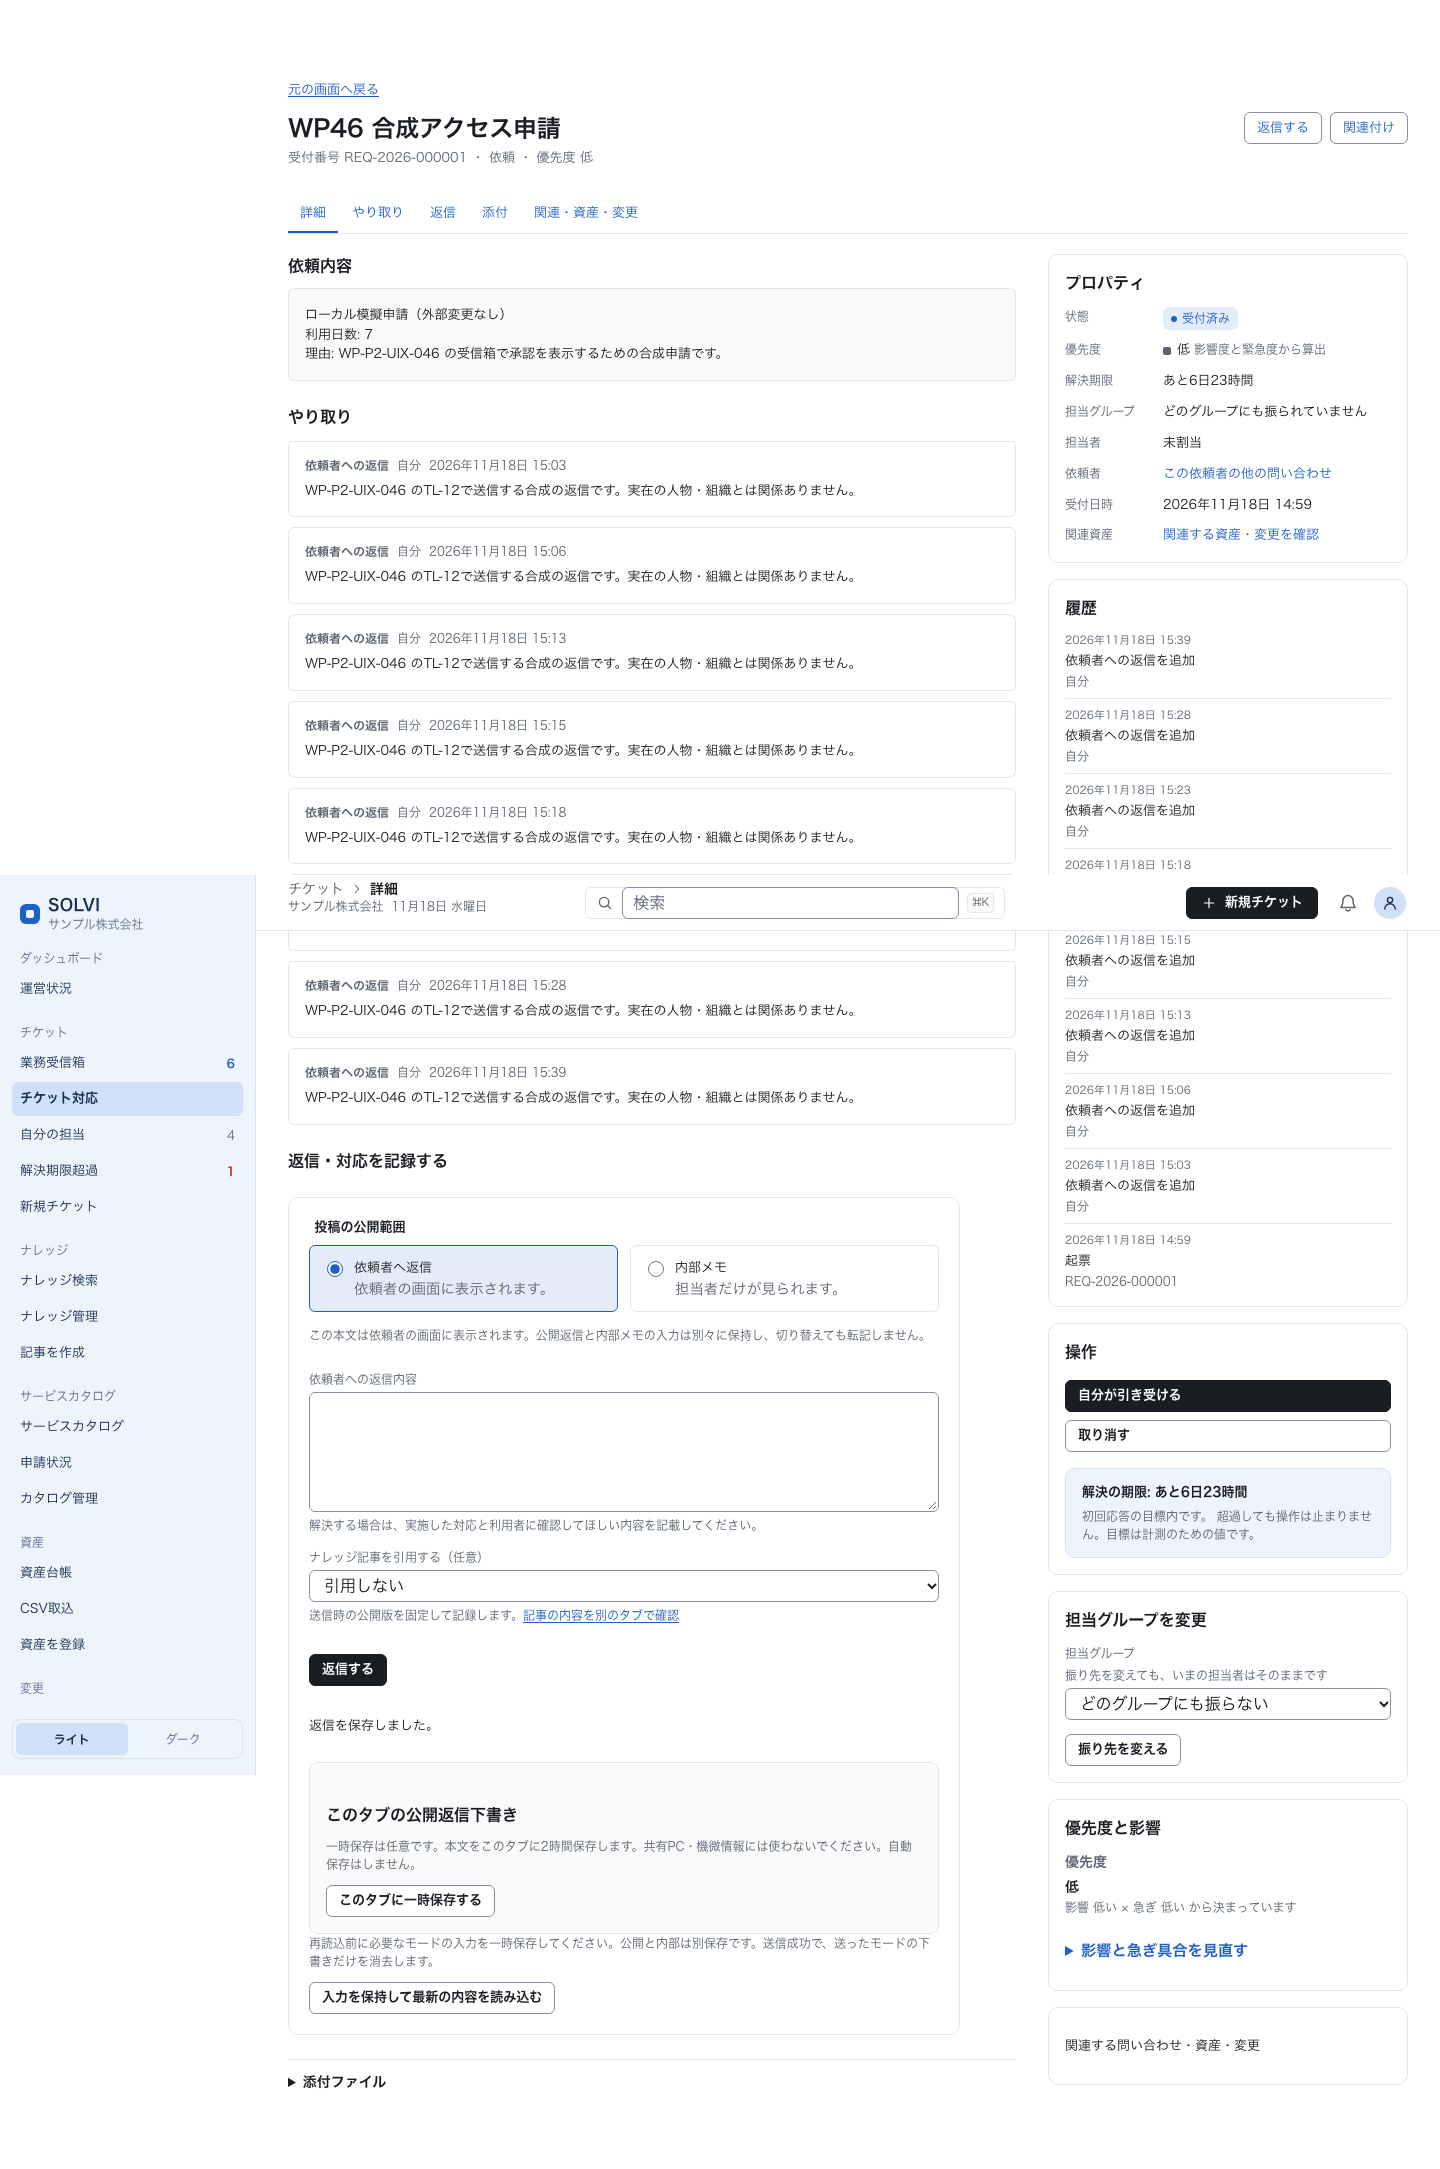 元の画面へ戻る
WP46 合成アクセス申請
受付番号 REQ-2026-000001 ・ 依頼 ・ 優先度 低
返信する
関連付け
詳細
やり取り
返信
添付
関連・資産・変更
依頼内容
ローカル模擬申請（外部変更なし）
利用日数: 7
理由: WP-P2-UIX-046 の受信箱で承認を表示するための合成申請です。
やり取り
依頼者への返信 自分 2026年11月18日 15:03
WP-P2-UIX-046 のTL-12で送信する合成の返信です。実在の人物・組織とは関係ありません。
依頼者への返信 自分 2026年11月18日 15:06
WP-P2-UIX-046 のTL-12で送信する合成の返信です。実在の人物・組織とは関係ありません。
依頼者への返信 自分 2026年11月18日 15:13
WP-P2-UIX-046 のTL-12で送信する合成の返信です。実在の人物・組織とは関係ありません。
依頼者への返信 自分 2026年11月18日 15:15
WP-P2-UIX-046 のTL-12で送信する合成の返信です。実在の人物・組織とは関係ありません。
依頼者への返信 自分 2026年11月18日 15:18
WP-P2-UIX-046 のTL-12で送信する合成の返信です。実在の人物・組織とは関係ありません。
プロパティ
状態 受付済み
優先度 低 影響度と緊急度から算出
解決期限 あと6日23時間
担当グループ どのグループにも振られていません
担当者 未割当
依頼者 この依頼者の他の問い合わせ
受付日時 2026年11月18日 14:59
関連資産 関連する資産・変更を確認
履歴
2026年11月18日 15:39
依頼者への返信を追加
自分
2026年11月18日 15:28
依頼者への返信を追加
自分
2026年11月18日 15:23
依頼者への返信を追加
自分
2026年11月18日 15:18
SOLVI
サンプル株式会社
チケット > 詳細
サンプル株式会社 11月18日 水曜日
検索
⌘K
＋ 新規チケット
ダッシュボード
運営状況
チケット
業務受信箱 6
チケット対応
自分の担当 4
解決期限超過 1
新規チケット
ナレッジ
ナレッジ検索
ナレッジ管理
記事を作成
サービスカタログ
サービスカタログ
申請状況
カタログ管理
資産
資産台帳
CSV取込
資産を登録
変更
ライト
ダーク
依頼者への返信 自分 2026年11月18日 15:28
WP-P2-UIX-046 のTL-12で送信する合成の返信です。実在の人物・組織とは関係ありません。
依頼者への返信 自分 2026年11月18日 15:39
WP-P2-UIX-046 のTL-12で送信する合成の返信です。実在の人物・組織とは関係ありません。
返信・対応を記録する
投稿の公開範囲
依頼者へ返信
依頼者の画面に表示されます。
内部メモ
担当者だけが見られます。
この本文は依頼者の画面に表示されます。公開返信と内部メモの入力は別々に保持し、切り替えても転記しません。
依頼者への返信内容
解決する場合は、実施した対応と利用者に確認してほしい内容を記載してください。
ナレッジ記事を引用する（任意）
引用しない
送信時の公開版を固定して記録します。記事の内容を別のタブで確認
返信する
返信を保存しました。
このタブの公開返信下書き
一時保存は任意です。本文をこのタブに2時間保存します。共有PC・機微情報には使わないでください。自動
保存はしません。
このタブに一時保存する
再読込前に必要なモードの入力を一時保存してください。公開と内部は別保存です。送信成功で、送ったモードの下
書きだけを消去します。
入力を保持して最新の内容を読み込む
添付ファイル
2026年11月18日 15:15
依頼者への返信を追加
自分
2026年11月18日 15:13
依頼者への返信を追加
自分
2026年11月18日 15:06
依頼者への返信を追加
自分
2026年11月18日 15:03
依頼者への返信を追加
自分
2026年11月18日 14:59
起票
REQ-2026-000001
操作
自分が引き受ける
取り消す
解決の期限: あと6日23時間
初回応答の目標内です。 超過しても操作は止まりませ
ん。目標は計測のための値です。
担当グループを変更
担当グループ
振り先を変えても、いまの担当者はそのままです
どのグループにも振らない
振り先を変える
優先度と影響
優先度
低
影響 低い × 急ぎ 低い から決まっています
影響と急ぎ具合を見直す
関連する問い合わせ・資産・変更